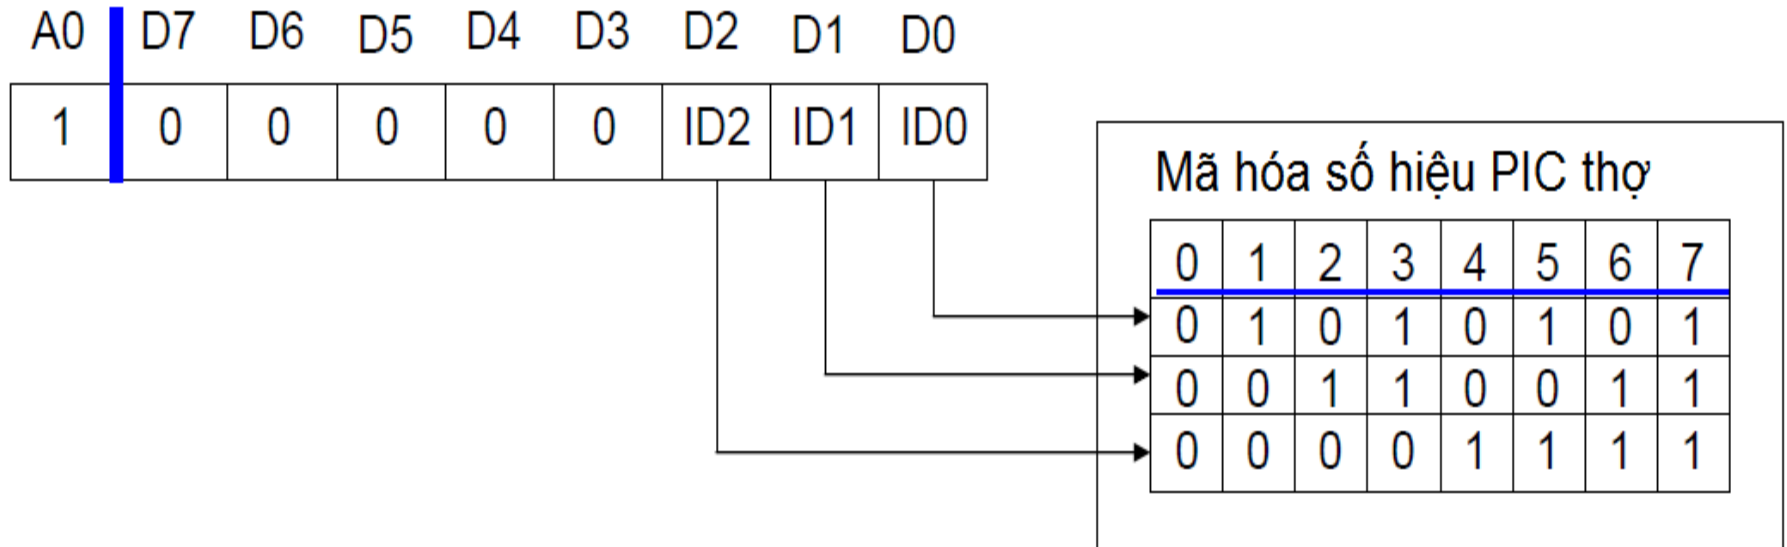 A0 D7 D6 D5 D4 D3 D2 D1 D0
1 0 0 0 0 0 ID2 ID1 ID0
Mã hóa số hiệu PIC thợ
0 1 2 3 4 5 6 7
0 1 0 1 0 1 0 1
0 0 1 1 0 0 1 1
0 0 0 0 1 1 1 1